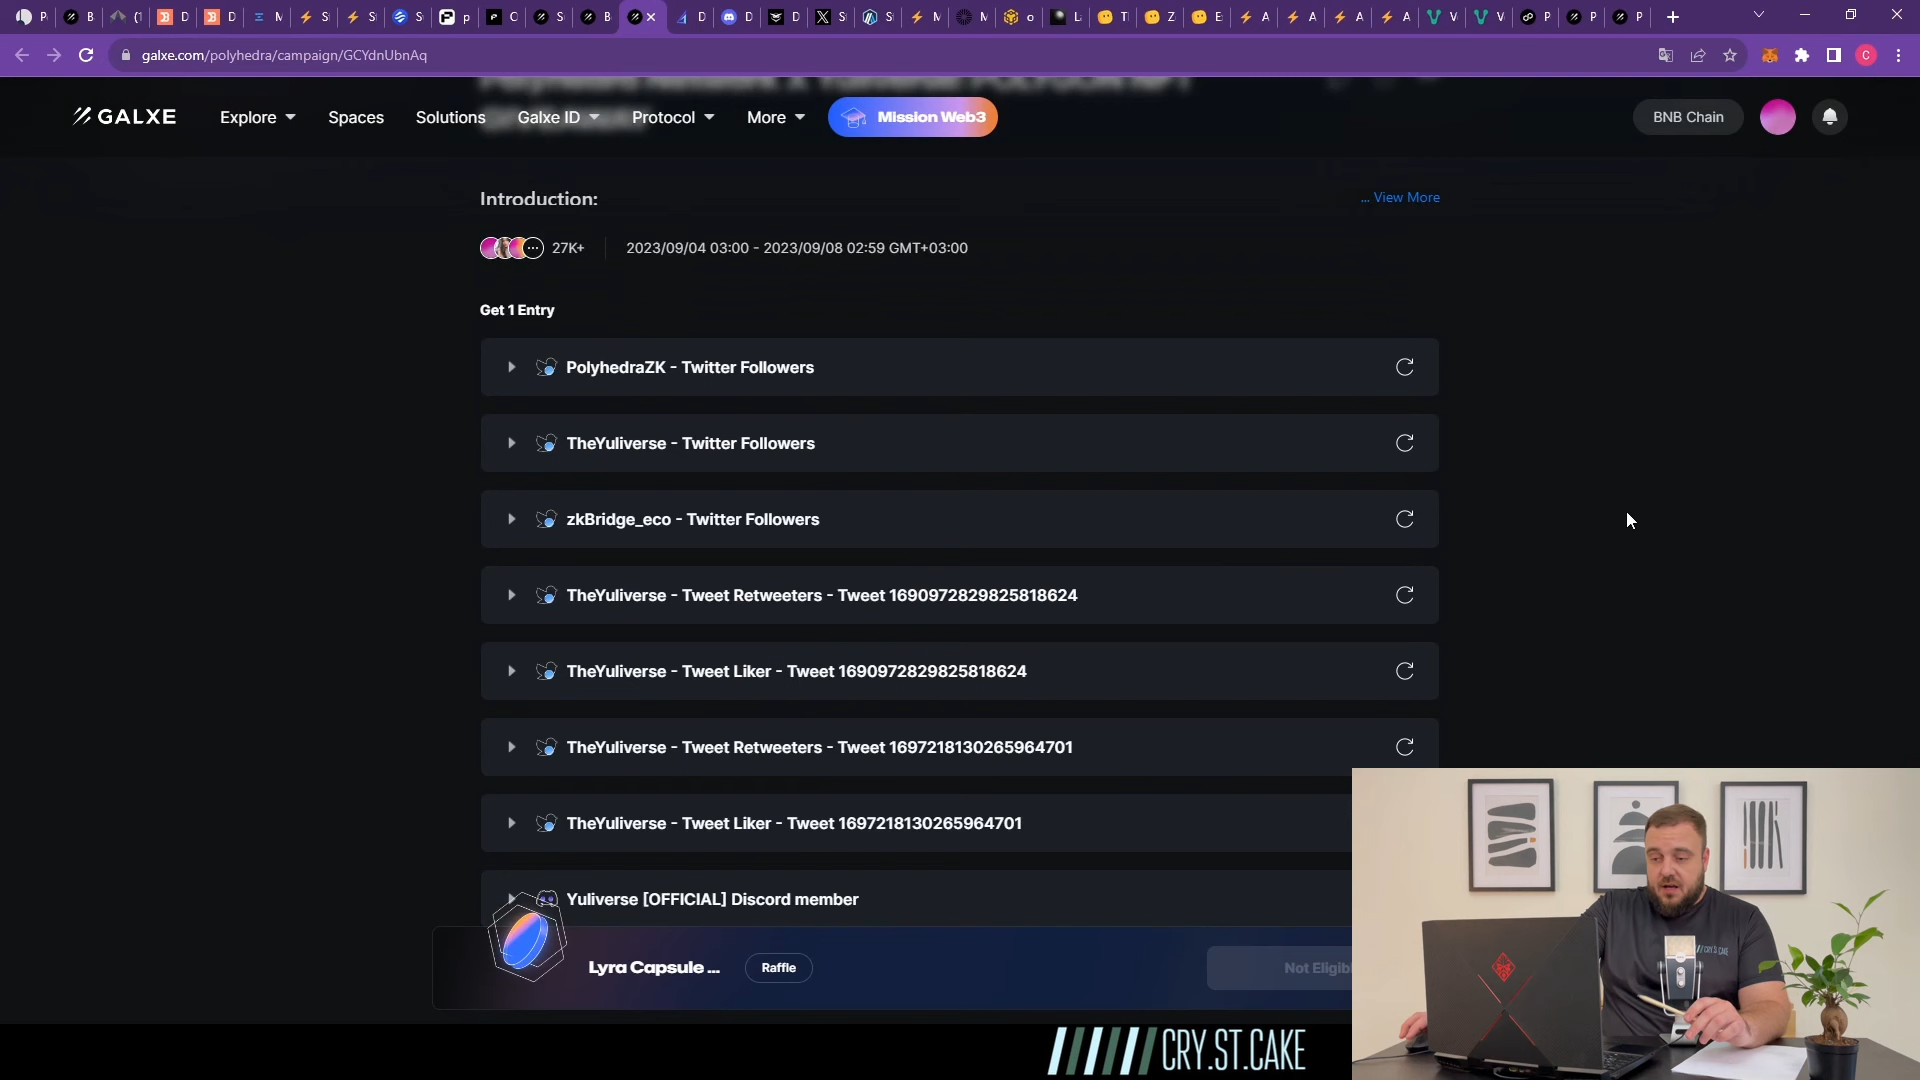 P
B
(1
D
D
M
S
S
S
p
C
S
B
D
D
D
S
S
M
M
o
L
T
Z
E
A
A
A
A
V
V
P
P
P
galxe.com/polyhedra/campaign/GCYdnUbnAq
C
GALXE
Explore
Spaces
Solutions
Galxe ID
Protocol
More
Mission Web3
BNB Chain
Introduction:
... View More
27K+
2023/09/04 03:00 - 2023/09/08 02:59 GMT+03:00
Get 1 Entry
PolyhedraZK - Twitter Followers
TheYuliverse - Twitter Followers
zkBridge_eco - Twitter Followers
TheYuliverse - Tweet Retweeters - Tweet 1690972829825818624
TheYuliverse - Tweet Liker - Tweet 1690972829825818624
TheYuliverse - Tweet Retweeters - Tweet 1697218130265964701
TheYuliverse - Tweet Liker - Tweet 1697218130265964701
Yuliverse [OFFICIAL] Discord member
Lyra Capsule ...
Raffle
Not Eligib
CRY.ST.CAKE